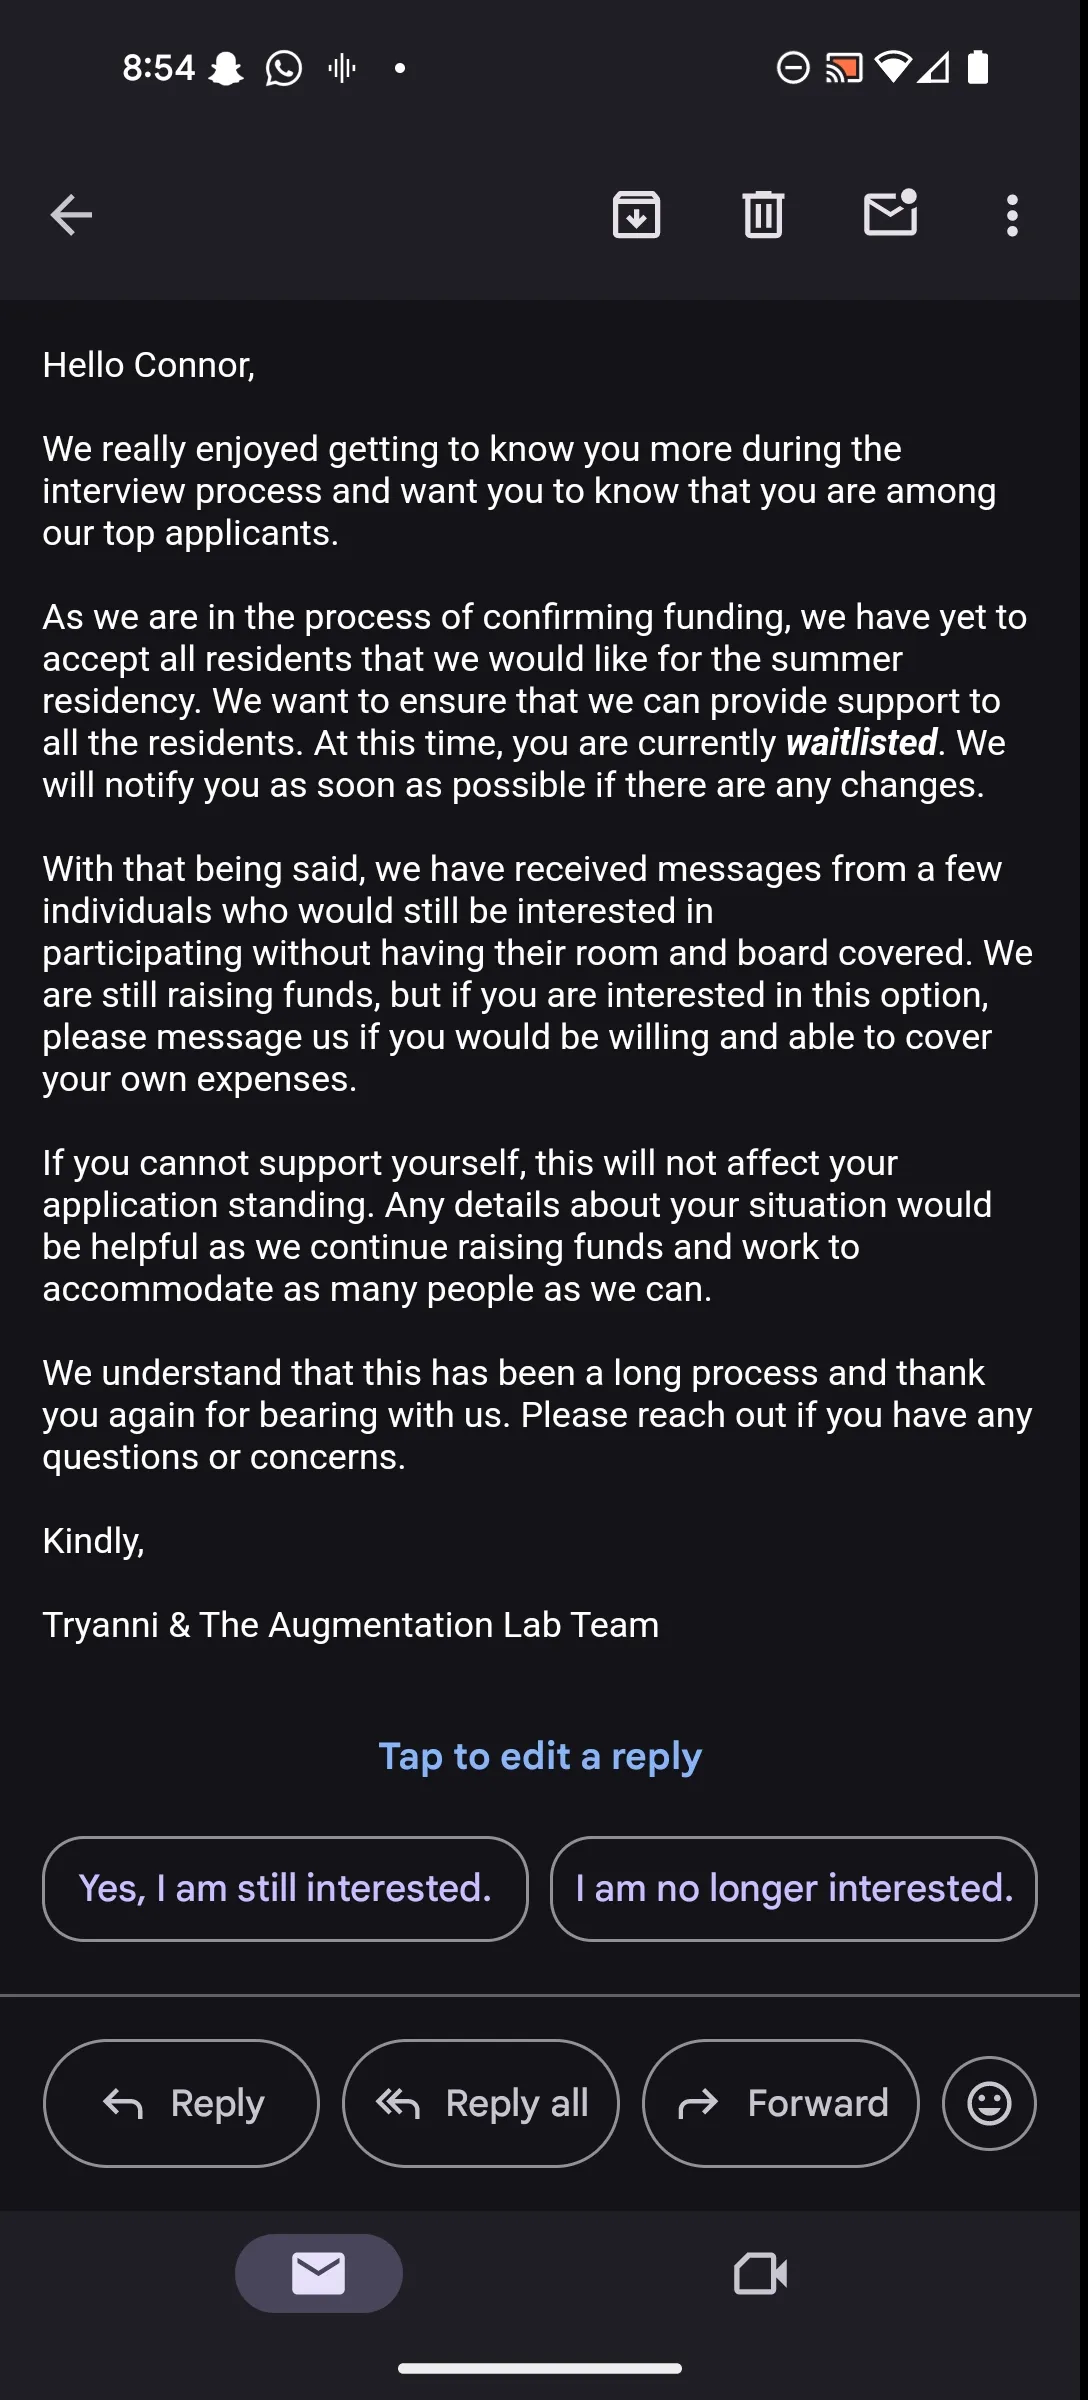 8:54
Hello Connor,
We really enjoyed getting to know you more during the
interview process and want you to know that you are among
our top applicants.
As we are in the process of confirming funding, we have yet to
accept all residents that we would like for the summer
residency. We want to ensure that we can provide support to
all the residents. At this time, you are currently waitlisted. We
will notify you as soon as possible if there are any changes.
With that being said, we have received messages from a few
individuals who would still be interested in
participating without having their room and board covered. We
are still raising funds, but if you are interested in this option,
please message us if you would be willing and able to cover
your own expenses.
If you cannot support yourself, this will not affect your
application standing. Any details about your situation would
be helpful as we continue raising funds and work to
accommodate as many people as we can.
We understand that this has been a long process and thank
you again for bearing with us. Please reach out if you have any
questions or concerns.
Kindly,
Tryanni & The Augmentation Lab Team
Tap to edit a reply
Yes, I am still interested.
I am no longer interested.
Reply
Reply all
Forward